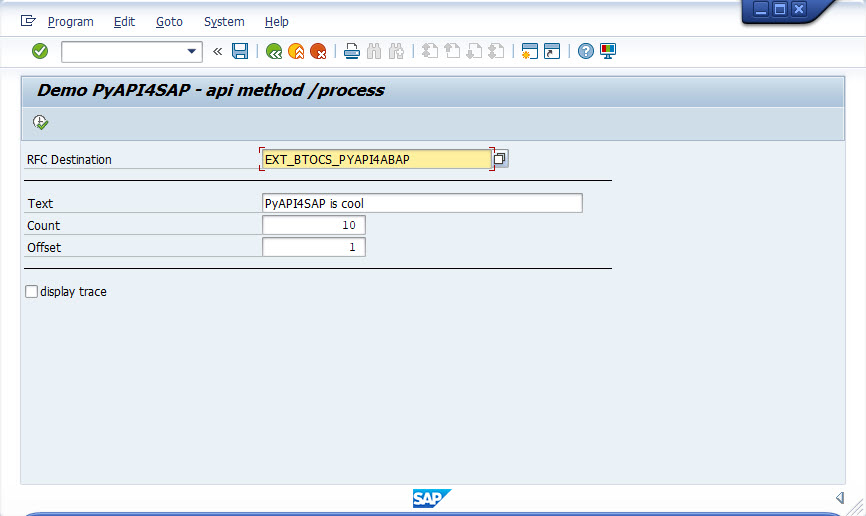 Program Edit Goto System Help
Demo PyAPI4SAP - api method /process
RFC Destination EXT_BTOCS_PYAPI4ABAP
Text PyAPI4SAP is cool
Count 10
Offset 1
display trace
SAP